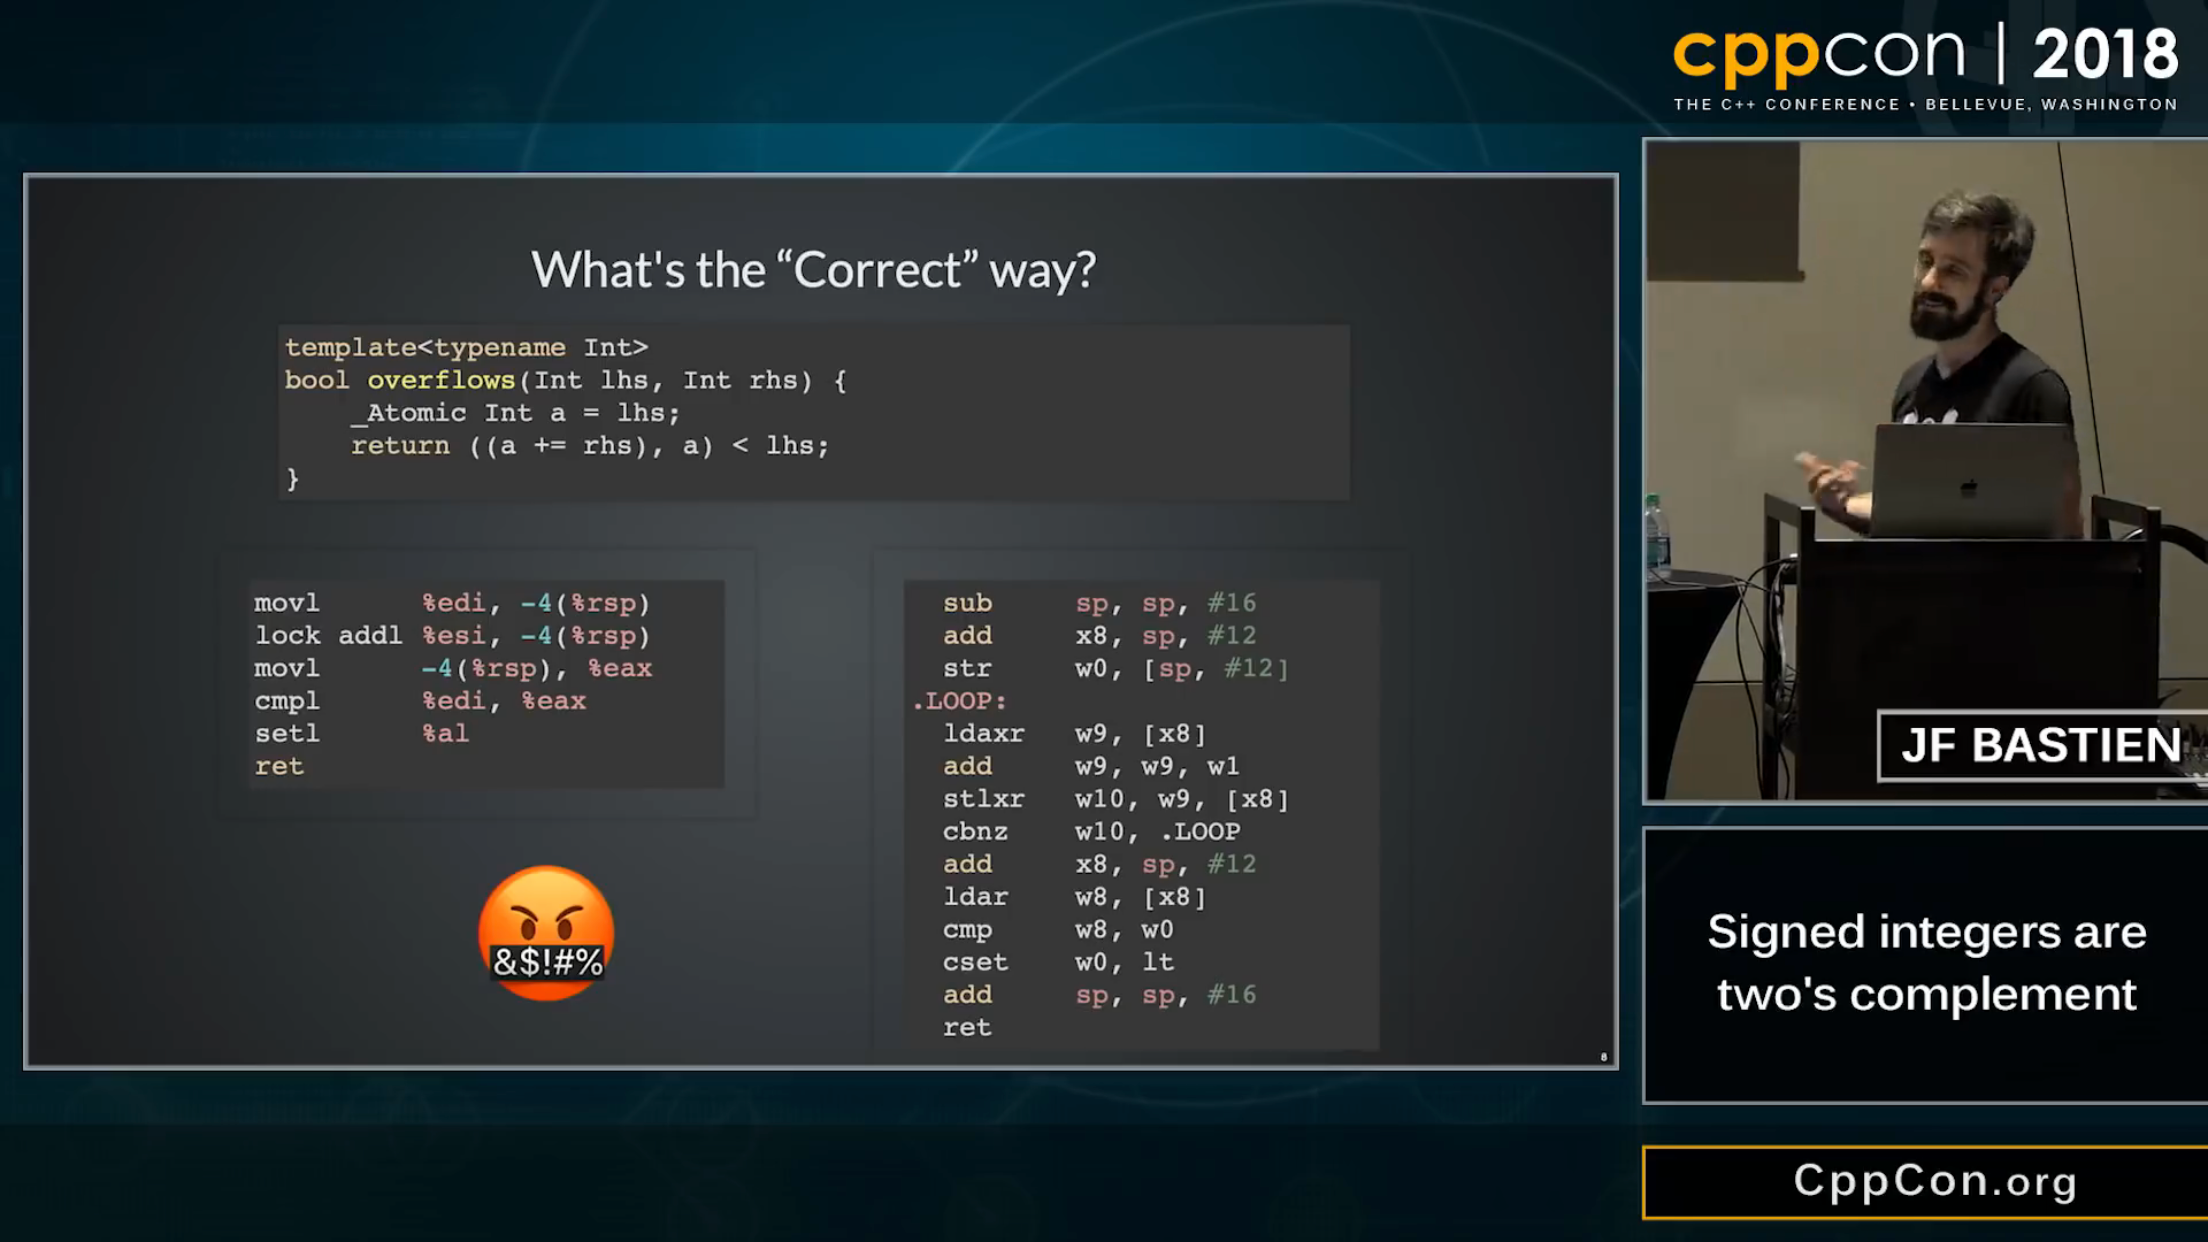 cppcon | 2018
THE C++ CONFERENCE • BELLEVUE, WASHINGTON
What's the “Correct” way?
template<typename Int>
bool overflows(Int lhs, Int rhs) {
    _Atomic Int a = lhs;
    return ((a += rhs), a) < lhs;
}
movl      %edi, -4(%rsp)
lock addl %esi, -4(%rsp)
movl      -4(%rsp), %eax
cmpl      %edi, %eax
setl      %al
ret
&$!#%
  sub     sp, sp, #16
  add     x8, sp, #12
  str     w0, [sp, #12]
.LOOP:
  ldaxr   w9, [x8]
  add     w9, w9, w1
  stlxr   w10, w9, [x8]
  cbnz    w10, .LOOP
  add     x8, sp, #12
  ldar    w8, [x8]
  cmp     w8, w0
  cset    w0, lt
  add     sp, sp, #16
  ret
8
JF BASTIEN
Signed integers are
two's complement
CppCon.org